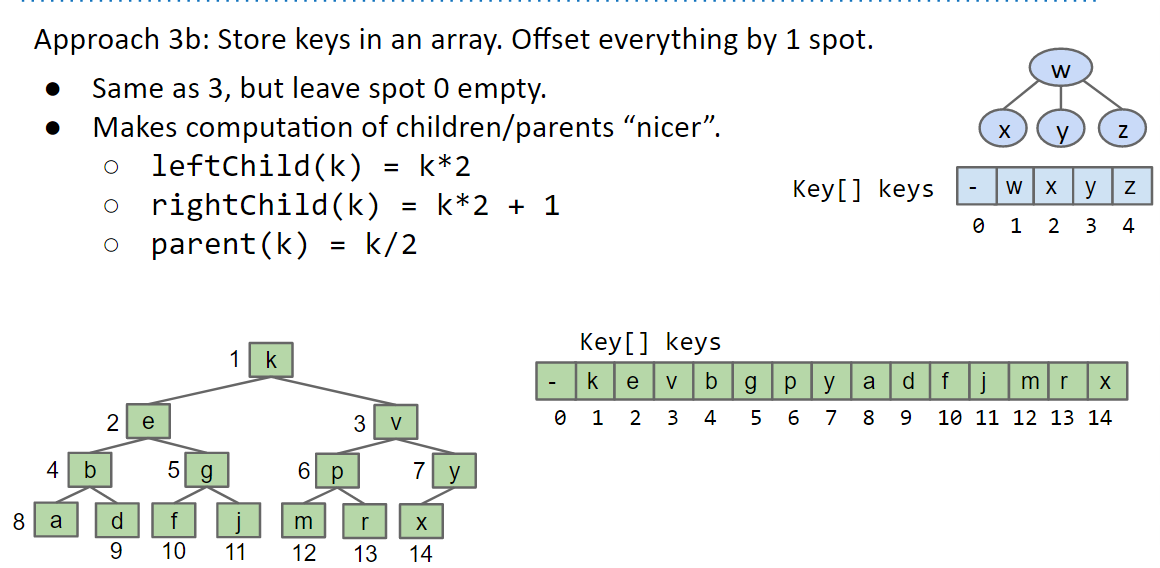 Approach 3b: Store keys in an array. Offset everything by 1 spot.
● Same as 3, but leave spot 0 empty.
● Makes computation of children/parents “nicer”.
○ leftChild(k) = k*2
○ rightChild(k) = k*2 + 1
○ parent(k) = k/2
w
x y z
Key[] keys - w x y z
0 1 2 3 4
1 k
2 e 3 v
4 b 5 g 6 p 7 y
8 a d f j m r x
9 10 11 12 13 14
Key[] keys
- k e v b g p y a d f j m r x
0 1 2 3 4 5 6 7 8 9 10 11 12 13 14